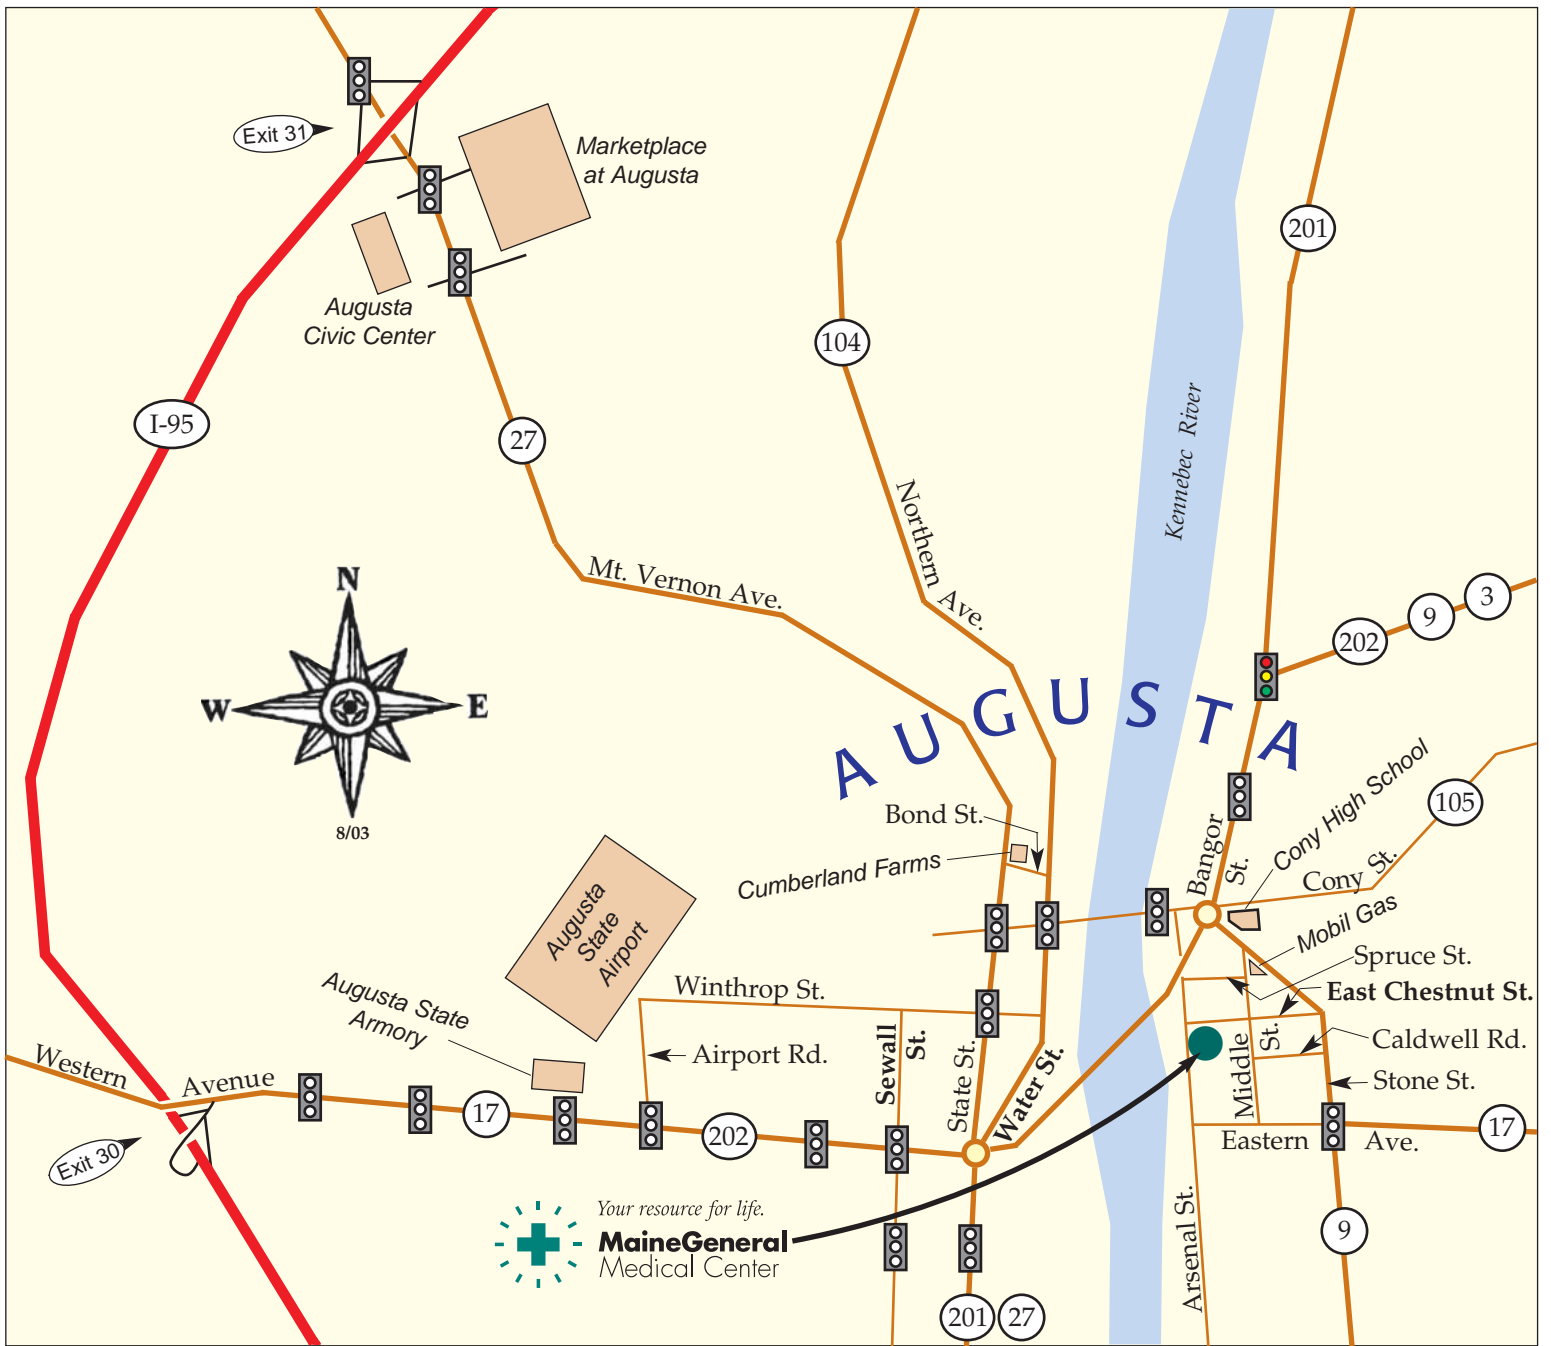 Exit 31
Marketplace
at Augusta
201
Augusta
Civic Center
104
I-95
27
Kennebec River
Northern Ave.
Mt. Vernon Ave.
N
W
E
8/03
3
9
202
AUGUSTA
Bond St.
Cumberland Farms
105
Bangor
St.
Cony High School
Cony St.
Mobil Gas
Spruce St.
East Chestnut St.
Caldwell Rd.
Stone St.
Middle
St.
Augusta
State
Airport
Augusta State
Armory
Winthrop St.
Airport Rd.
Sewall
St.
State St.
Water St.
Western
Avenue
17
202
Eastern
Ave.
17
Exit 30
Arsenal St.
9
Your resource for life.
MaineGeneral
Medical Center
201
27